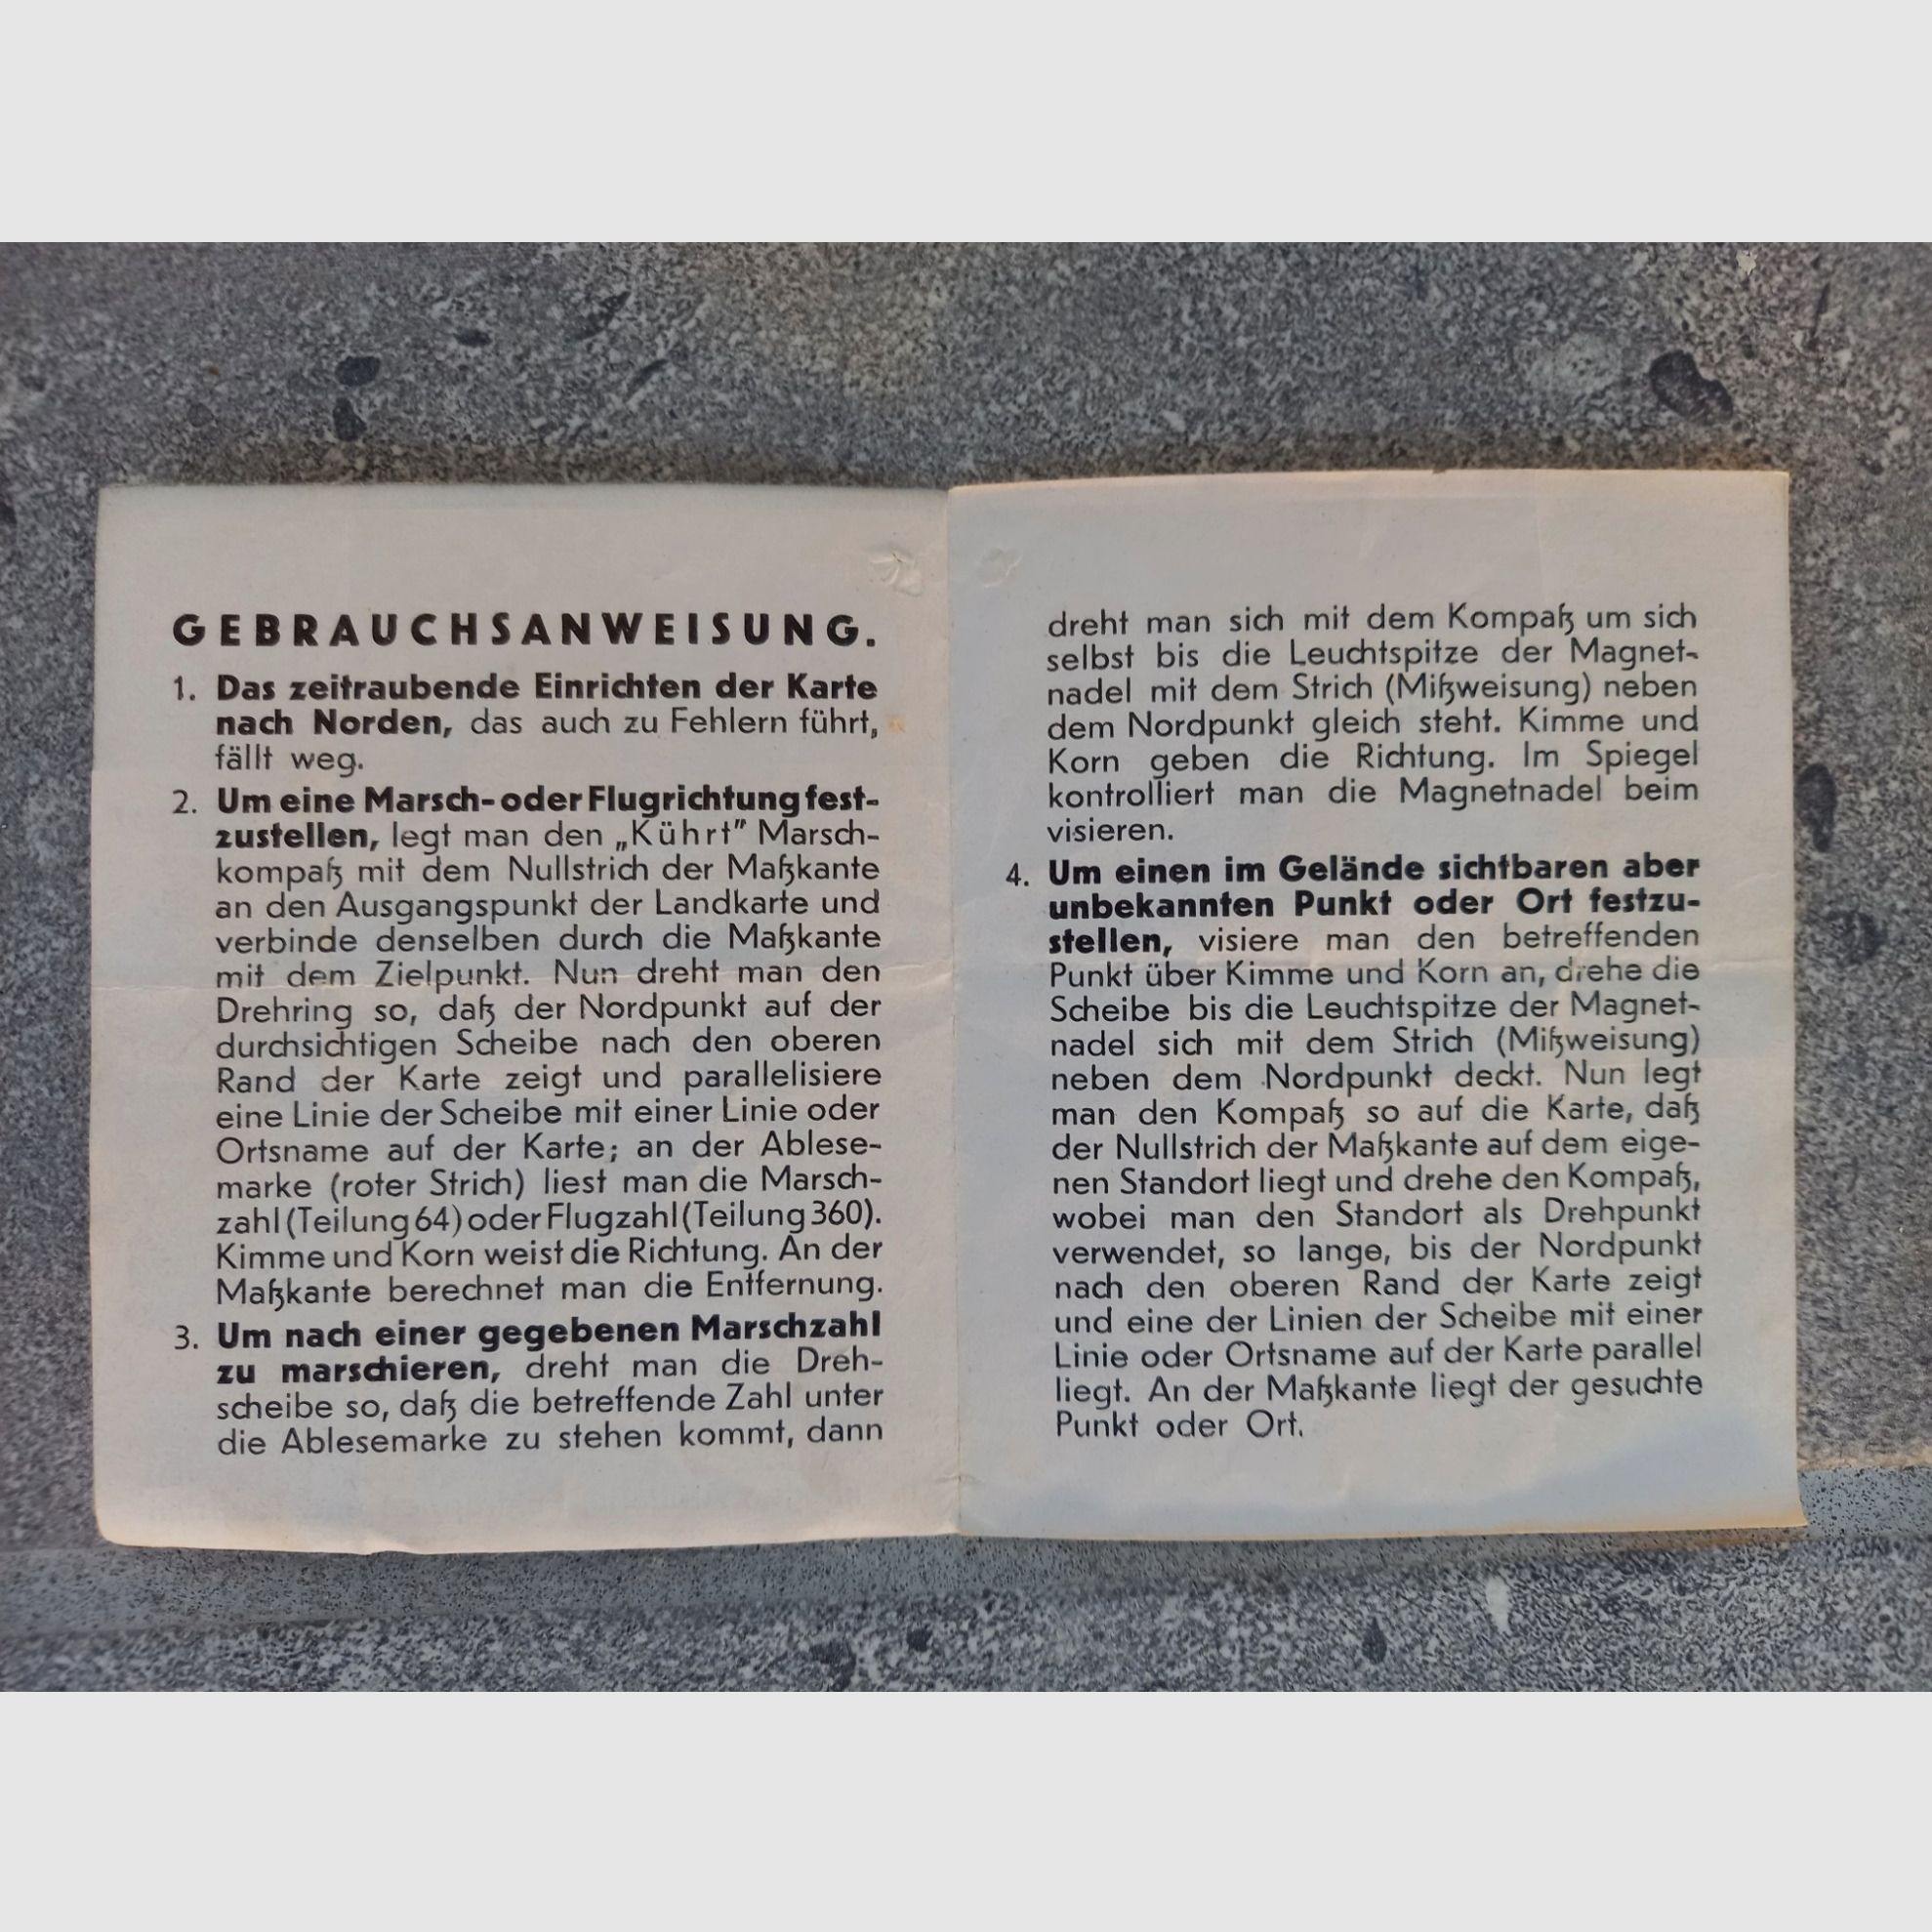 GEBRAUCHSANWEISUNG.
1. Das zeitraubende Einrichten der Karte
nach Norden, das auch zu Fehlern führt,
fällt weg.
2. Um eine Marsch- oder Flugrichtung fest-
zustellen, legt man den „Kührt" Marsch-
kompaß mit dem Nullstrich der Maßkante
an den Ausgangspunkt der Landkarte und
verbinde denselben durch die Maßkante
mit dem Zielpunkt. Nun dreht man den
Drehring so, daß der Nordpunkt auf der
durchsichtigen Scheibe nach den oberen
Rand der Karte zeigt und parallelisiere
eine Linie der Scheibe mit einer Linie oder
Ortsname auf der Karte; an der Ablese-
marke (roter Strich) liest man die Marsch-
zahl (Teilung 64) oder Flugzahl (Teilung 360).
Kimme und Korn weist die Richtung. An der
Maßkante berechnet man die Entfernung.
3. Um nach einer gegebenen Marschzahl
zu marschieren, dreht man die Dreh-
scheibe so, daß die betreffende Zahl unter
die Ablesemarke zu stehen kommt, dann
dreht man sich mit dem Kompaß um sich
selbst bis die Leuchtspitze der Magnet-
nadel mit dem Strich (Mißweisung) neben
dem Nordpunkt gleich steht. Kimme und
Korn geben die Richtung. Im Spiegel
kontrolliert man die Magnetnadel beim
visieren.
4. Um einen im Gelände sichtbaren aber
unbekannten Punkt oder Ort festzu-
stellen, visiere man den betreffenden
Punkt über Kimme und Korn an, drehe die
Scheibe bis die Leuchtspitze der Magnet-
nadel sich mit dem Strich (Mißweisung)
neben dem Nordpunkt deckt. Nun legt
man den Kompaß so auf die Karte, daß
der Nullstrich der Maßkante auf dem eige-
nen Standort liegt und drehe den Kompaß,
wobei man den Standort als Drehpunkt
verwendet, so lange, bis der Nordpunkt
nach den oberen Rand der Karte zeigt
und eine der Linien der Scheibe mit einer
Linie oder Ortsname auf der Karte parallel
liegt. An der Maßkante liegt der gesuchte
Punkt oder Ort.